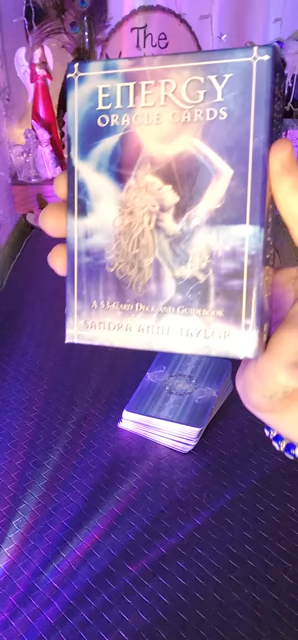 The
ENERGY
ORACLE CARDS
A 53-CARD DECK AND GUIDEBOOK
SANDRA ANNE TAYLOR